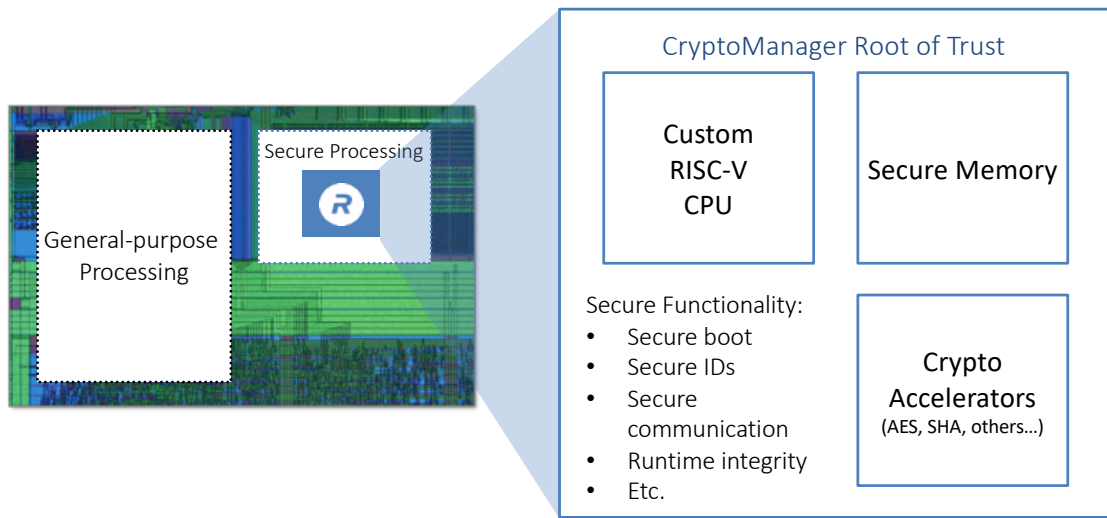 General-purpose
Processing
Secure Processing
R
CryptoManager Root of Trust
Custom
RISC-V
CPU
Secure Memory
Secure Functionality:
• Secure boot
• Secure IDs
• Secure
communication
• Runtime integrity
• Etc.
Crypto
Accelerators
(AES, SHA, others...)